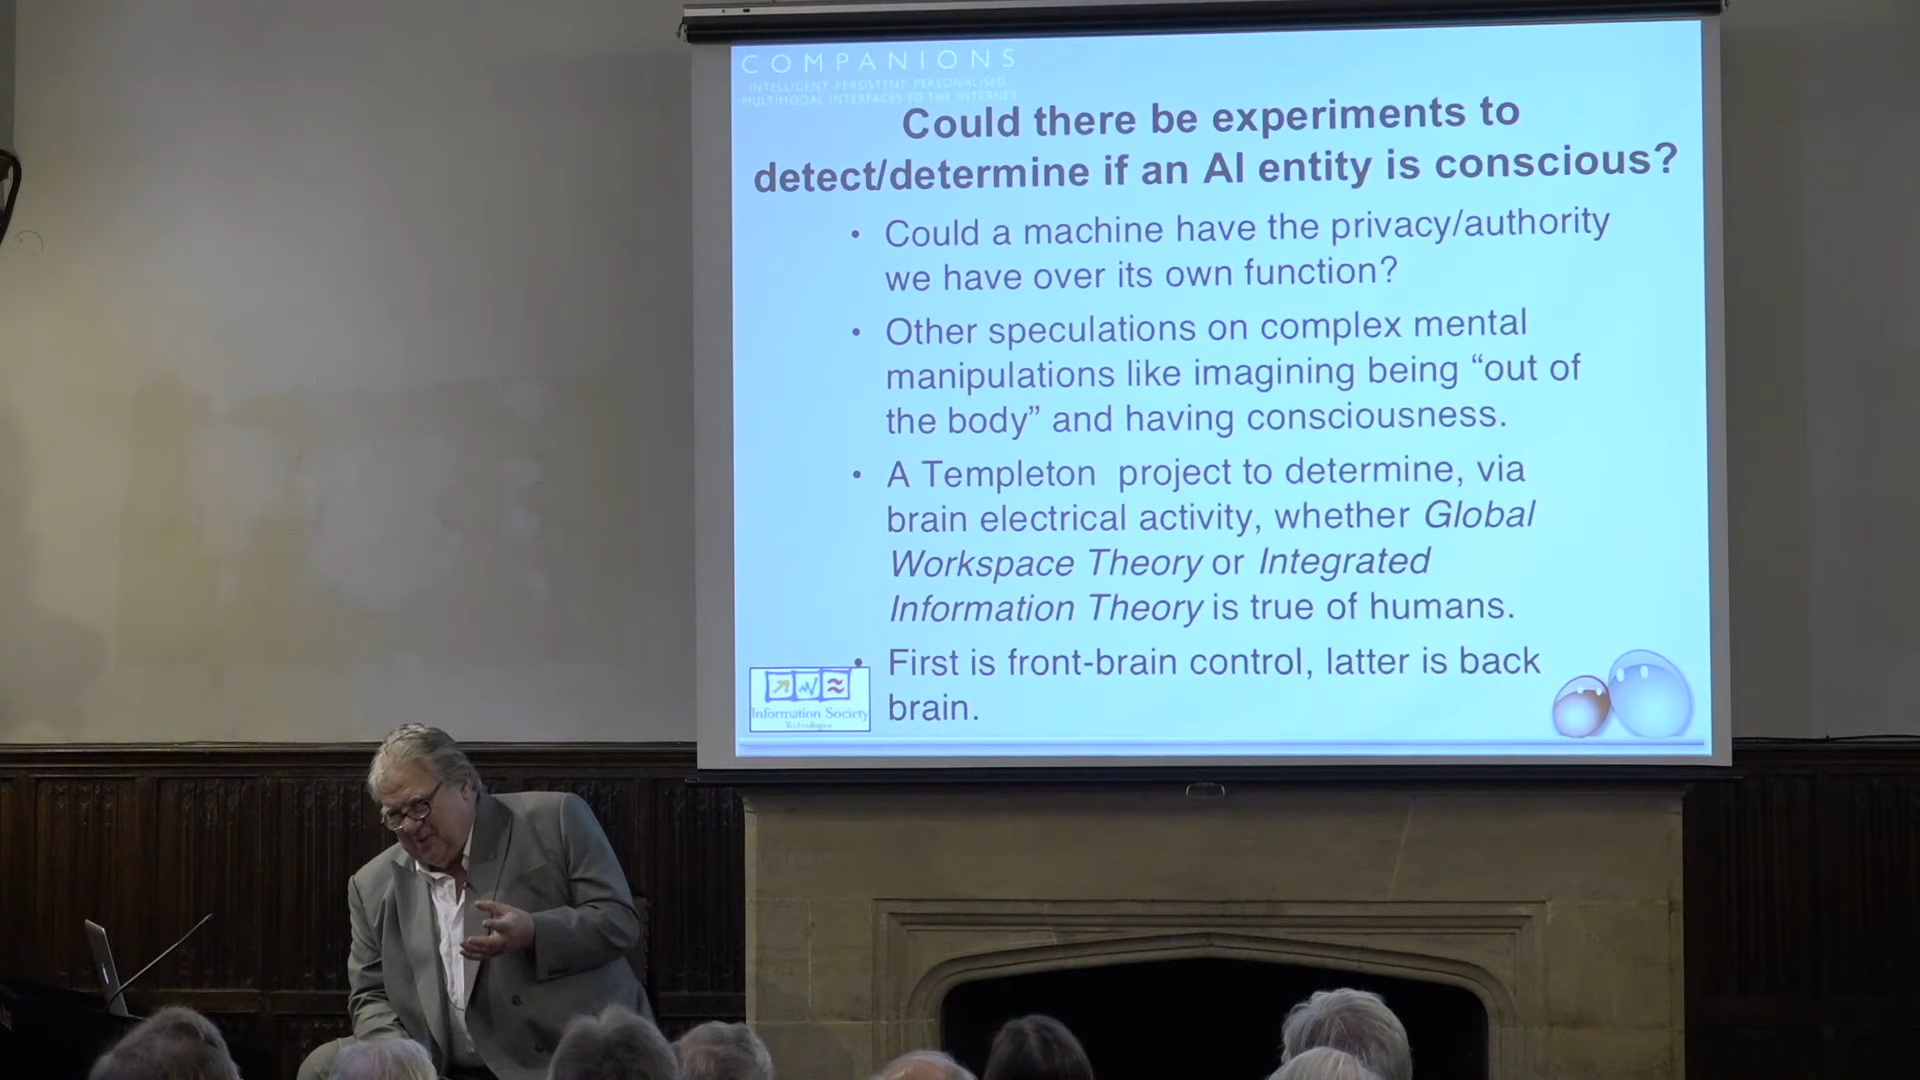 COMPANIONS
INTELLIGENT PERSISTENT PERSONALISED
MULTIMODAL INTERFACES TO THE INTERNET
Could there be experiments to
detect/determine if an AI entity is conscious?
• Could a machine have the privacy/authority
we have over its own function?
• Other speculations on complex mental
manipulations like imagining being “out of
the body” and having consciousness.
• A Templeton project to determine, via
brain electrical activity, whether Global
Workspace Theory or Integrated
Information Theory is true of humans.
• First is front-brain control, latter is back
brain.
Information Society
Technologies